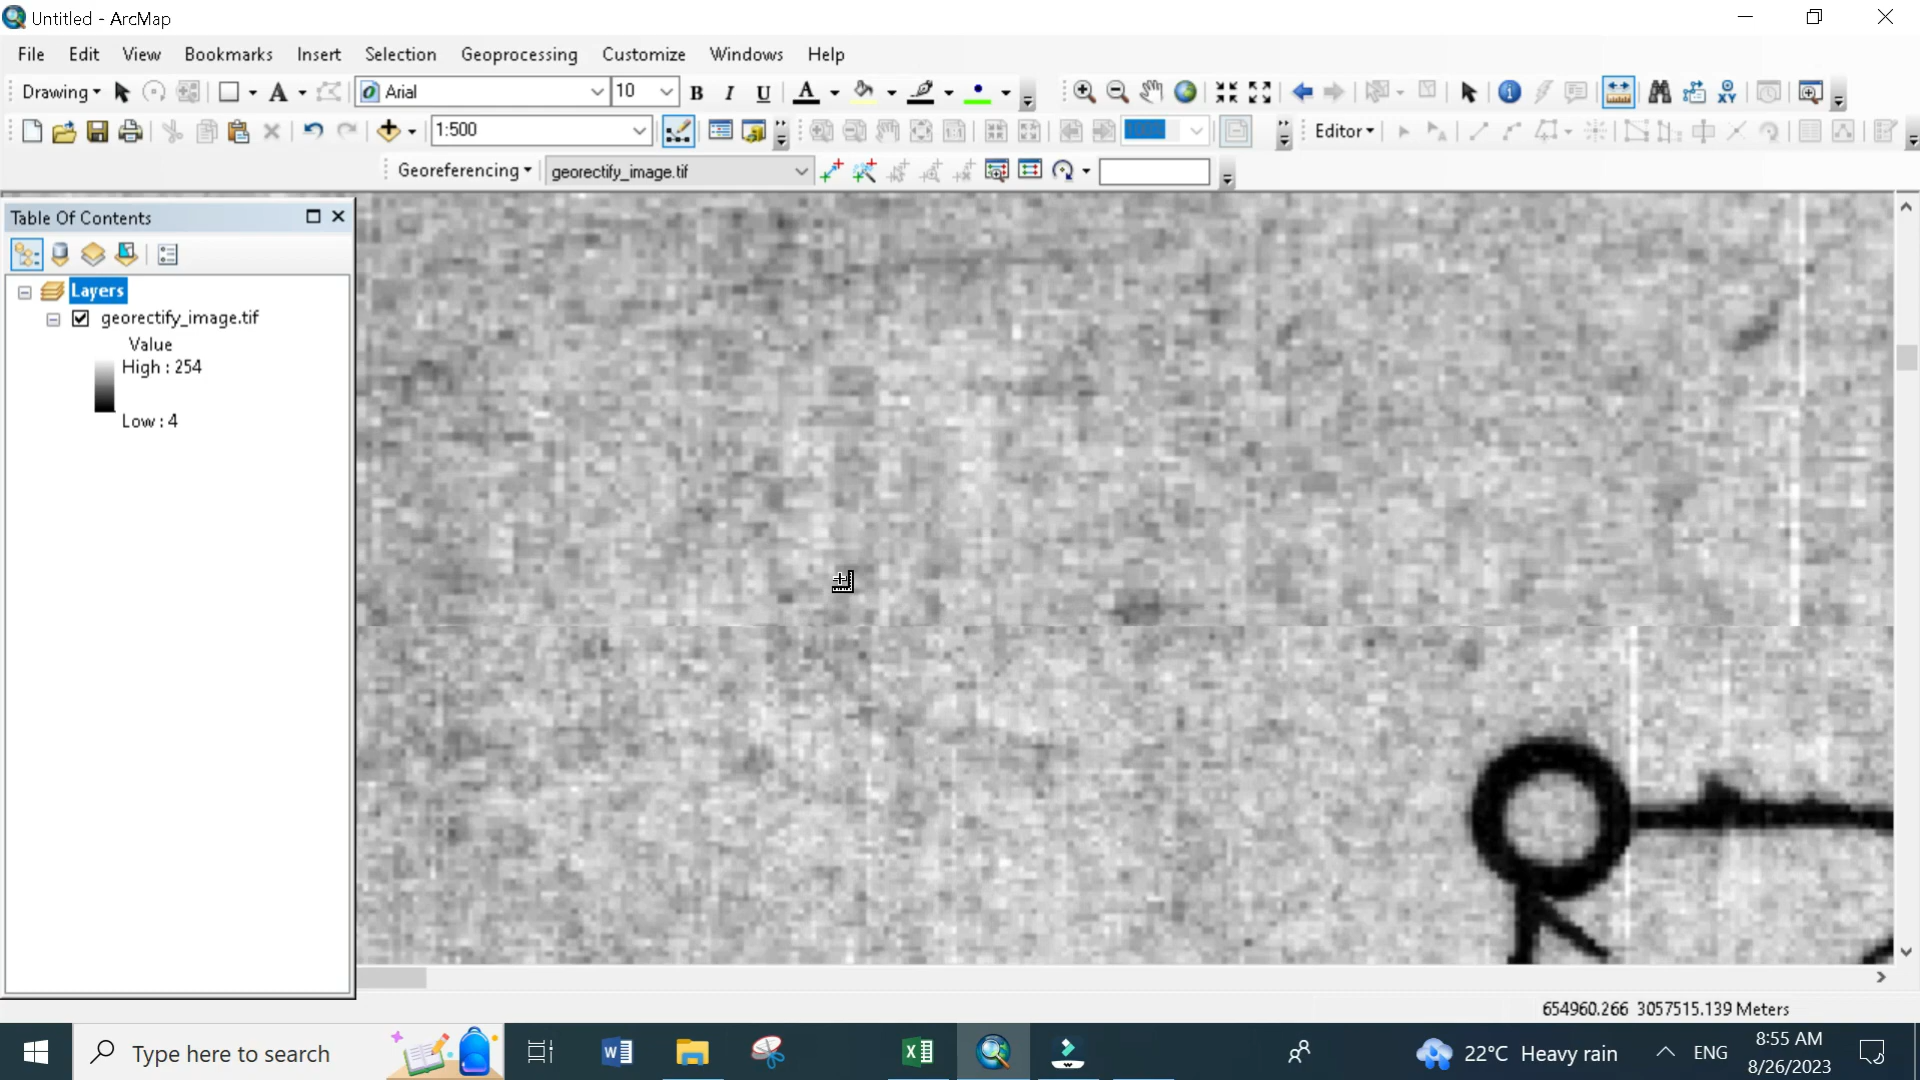 Untitled - ArcMap
File Edit View Bookmarks Insert Selection Geoprocessing Customize Windows Help
Drawing A Arial 10 B I U A
1:500 100% Editor
Georeferencing georectify_image.tif
Table Of Contents
Layers
georectify_image.tif
Value
High : 254
Low : 4
654960.266 3057515.139 Meters
Type here to search
22°C Heavy rain
ENG
8:55 AM
8/26/2023